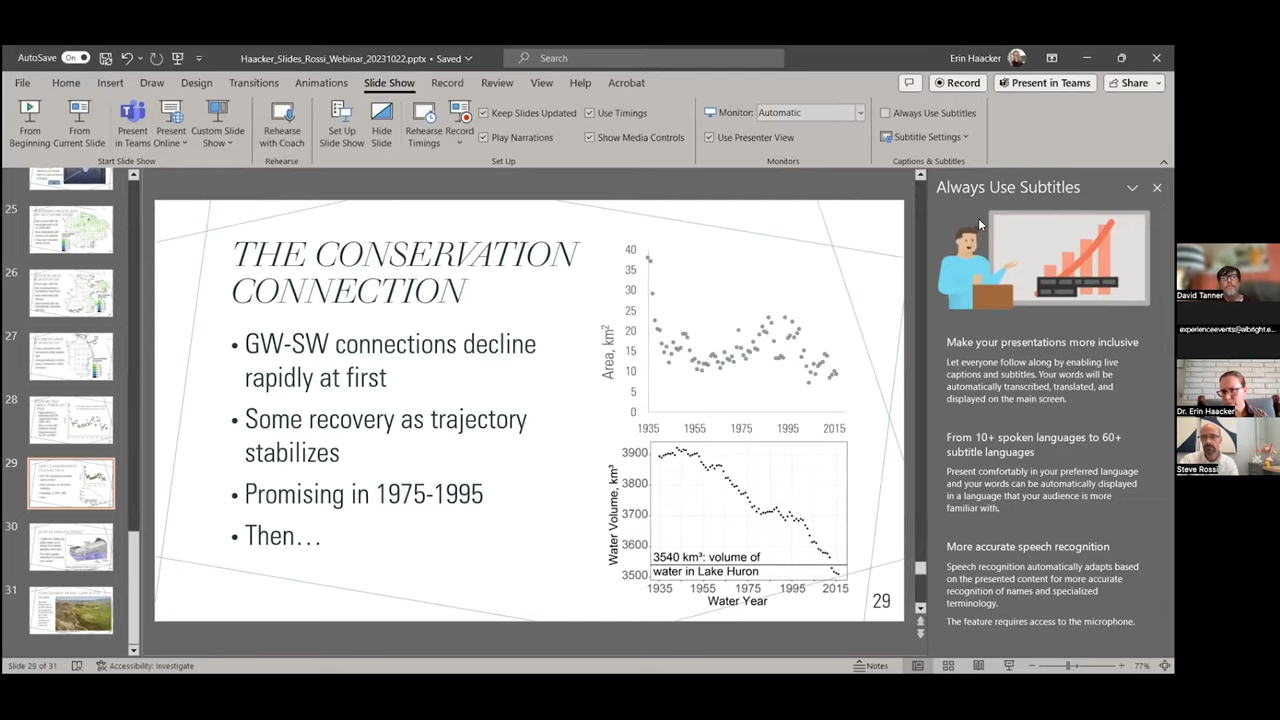 AutoSave On
Haacker_Slides_Rossi_Webinar_20231022.pptx • Saved
Search
Erin Haacker
File Home Insert Draw Design Transitions Animations Slide Show Record Review View Help Acrobat
Record
Present in Teams
Share
From Beginning
From Current Slide
Present in Teams
Present Online
Custom Slide Show
Start Slide Show
Rehearse with Coach
Rehearse
Set Up Slide Show
Hide Slide
Rehearse Timings
Record
Keep Slides Updated
Play Narrations
Use Timings
Show Media Controls
Set Up
Monitor: Automatic
Use Presenter View
Monitors
Always Use Subtitles
Subtitle Settings
Captions & Subtitles
25
26
27
28
29
30
31
THE CONSERVATION
CONNECTION
• GW-SW connections decline
rapidly at first
• Some recovery as trajectory
stabilizes
• Promising in 1975-1995
• Then…
Area, km²
40
35
30
25
20
15
10
5
0
1935 1955 1975 1995 2015
Water Volume, km³
3900
3800
3700
3600
3500
3540 km³: volume of
water in Lake Huron
1935 1955 1975 1995 2015
Water Year
29
Always Use Subtitles
Make your presentations more inclusive
Let everyone follow along by enabling live
captions and subtitles. Your words will be
automatically transcribed, translated, and
displayed on the main screen.
From 10+ spoken languages to 60+
subtitle languages
Present comfortably in your preferred language
and your words can be automatically displayed
in a language that your audience is more
familiar with.
More accurate speech recognition
Speech recognition automatically adapts based
on the presented content for more accurate
recognition of names and specialized
terminology.
The feature requires access to the microphone.
David Tanner
experienceevents@albright.e...
Dr. Erin Haacker
Steve Rossi
Slide 29 of 31
Accessibility: Investigate
Notes
77%